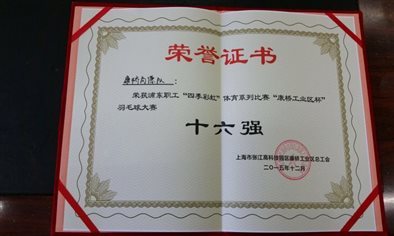 荣誉证书
康桥
队：
荣获浦东职工“四季彩虹”体育系列比赛“康桥工业区杯”
羽毛球大赛
十六强
上海市张江高科技园区康桥工业区总工会
二〇一五年十二月